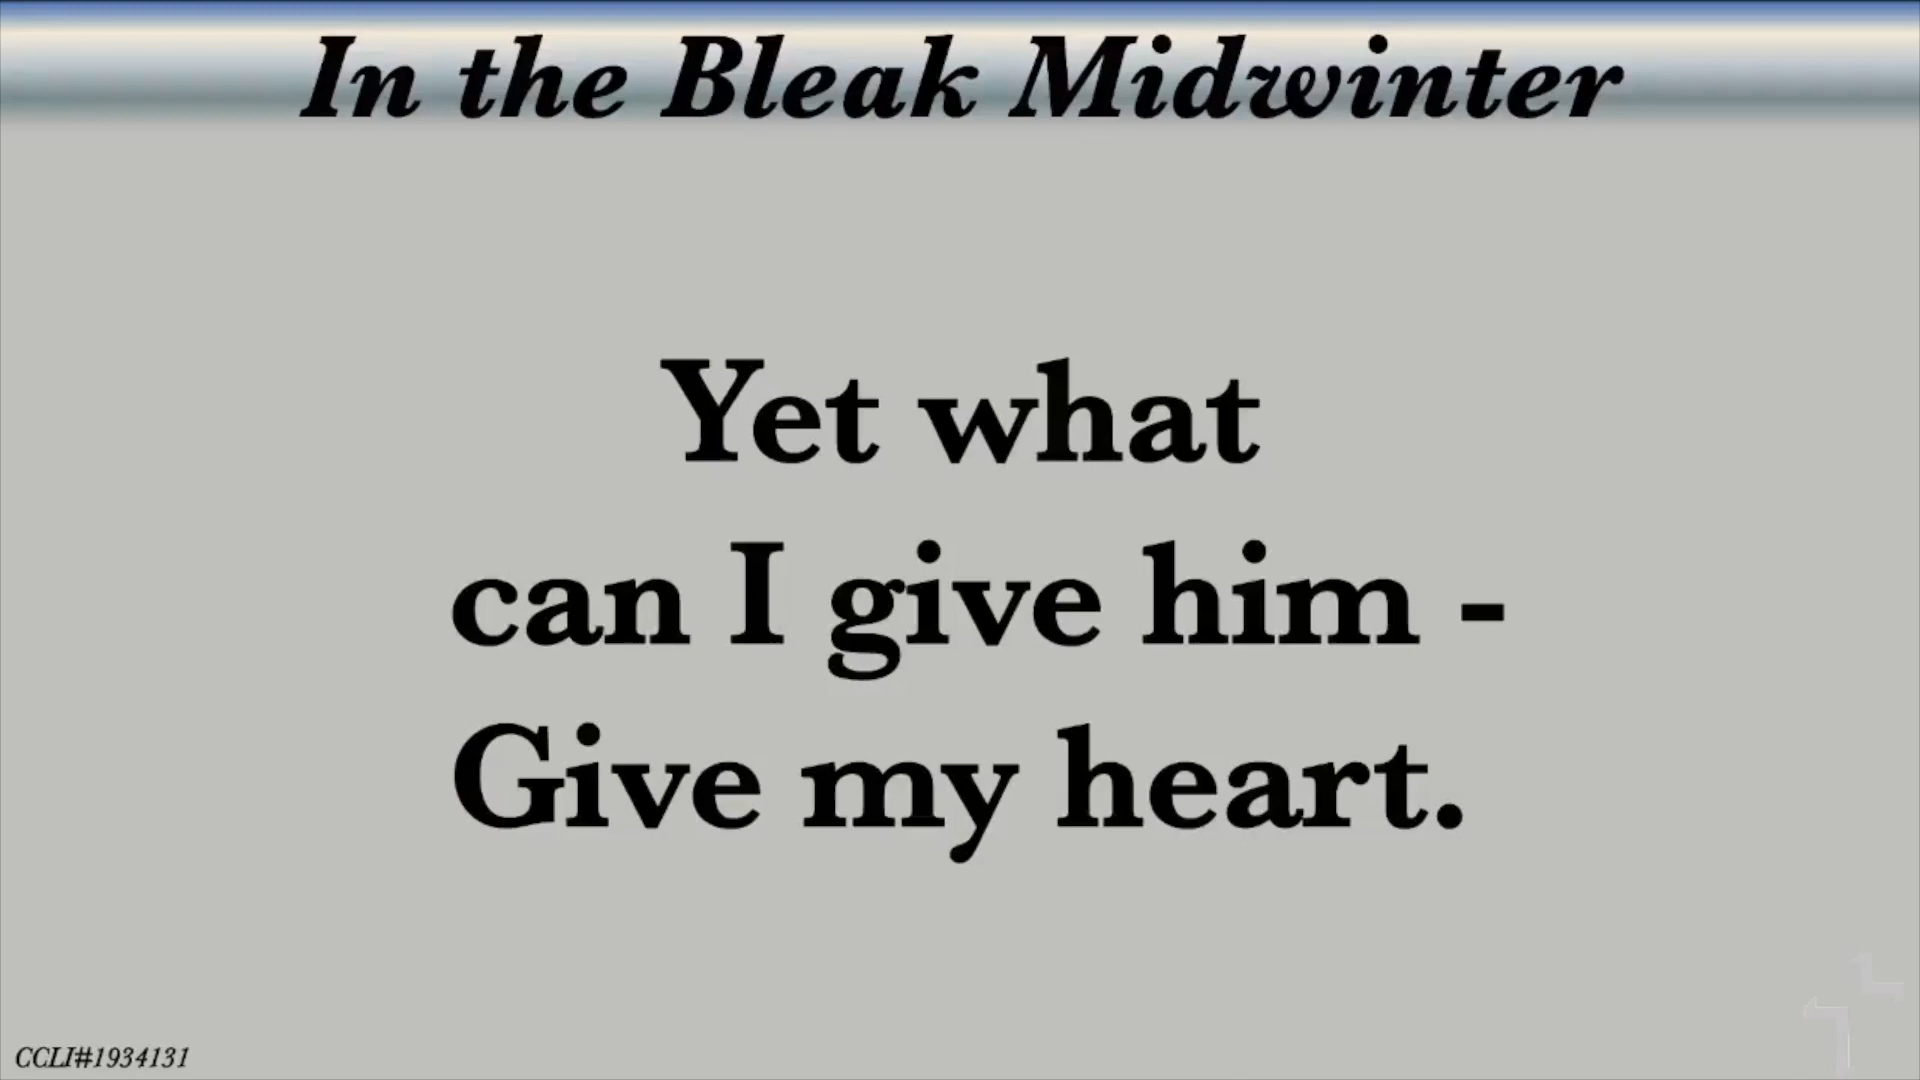 In the Bleak Midwinter
Yet what
can I give him -
Give my heart.
CCLI#1934131